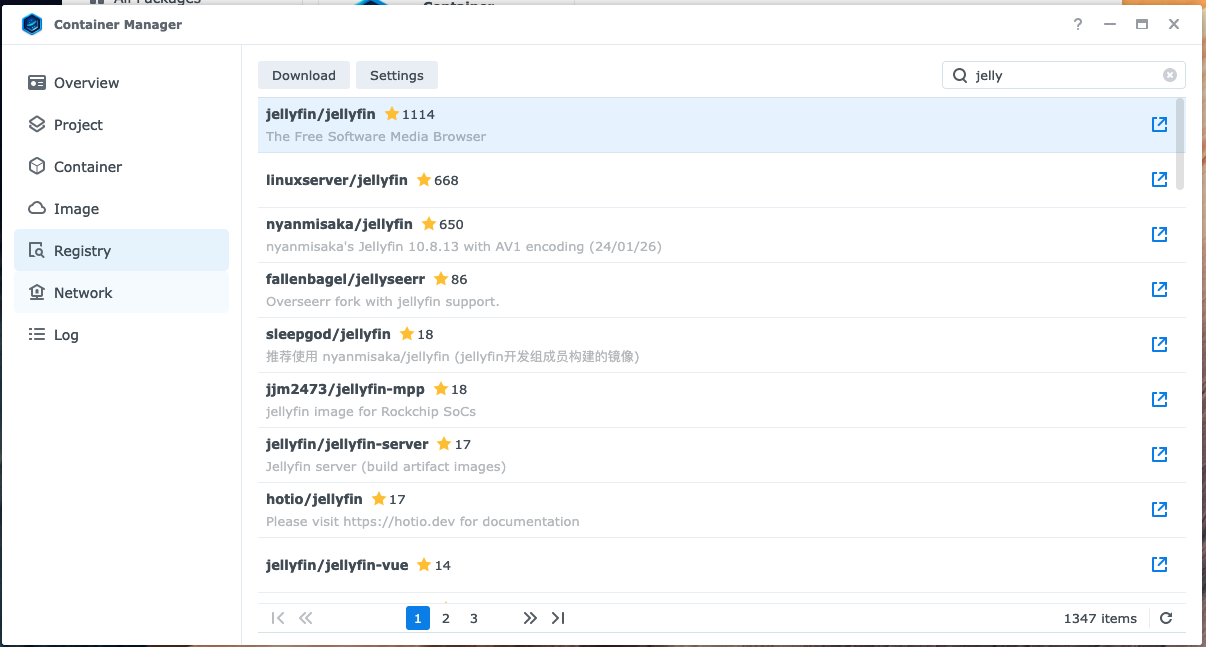 All Packages
Container
Container Manager
?
Overview
Project
Container
Image
Registry
Network
Log
Download
Settings
jelly
jellyfin/jellyfin 1114
The Free Software Media Browser
linuxserver/jellyfin 668
nyanmisaka/jellyfin 650
nyanmisaka's Jellyfin 10.8.13 with AV1 encoding (24/01/26)
fallenbagel/jellyseerr 86
Overseerr fork with jellyfin support.
sleepgod/jellyfin 18
推荐使用 nyanmisaka/jellyfin (jellyfin开发组成员构建的镜像)
jjm2473/jellyfin-mpp 18
jellyfin image for Rockchip SoCs
jellyfin/jellyfin-server 17
Jellyfin server (build artifact images)
hotio/jellyfin 17
Please visit https://hotio.dev for documentation
jellyfin/jellyfin-vue 14
1 2 3
1347 items